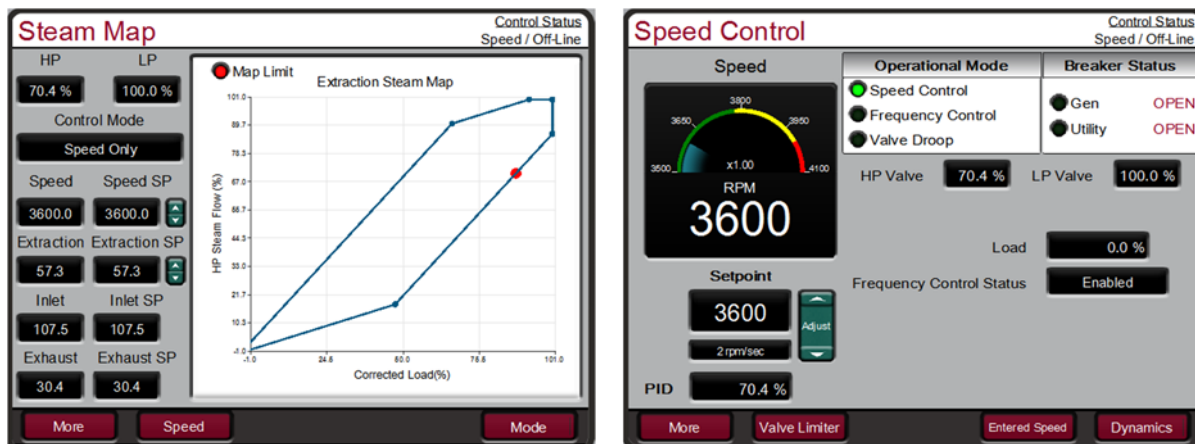 Steam Map
Control Status
Speed / Off-Line
HP LP
70.4 % 100.0 %
Control Mode
Speed Only
Speed Speed SP
3600.0 3600.0
Extraction Extraction SP
57.3 57.3
Inlet Inlet SP
107.5 107.5
Exhaust Exhaust SP
30.4 30.4
Map Limit
Extraction Steam Map
HP Steam Flow (%)
101.0
89.7
78.3
67.0
55.7
44.3
33.0
21.7
10.3
-1.0
-1.0 24.5 50.0 75.5 101.0
Corrected Load(%)
More Speed Mode
Speed Control
Control Status
Speed / Off-Line
Speed
3500 3650 3800 3950 4100
x1.00
RPM
3600
Setpoint
3600
Adjust
2 rpm/sec
PID 70.4 %
Operational Mode
Speed Control
Frequency Control
Valve Droop
Breaker Status
Gen OPEN
Utility OPEN
HP Valve 70.4 % LP Valve 100.0 %
Load 0.0 %
Frequency Control Status Enabled
More Valve Limiter Entered Speed Dynamics